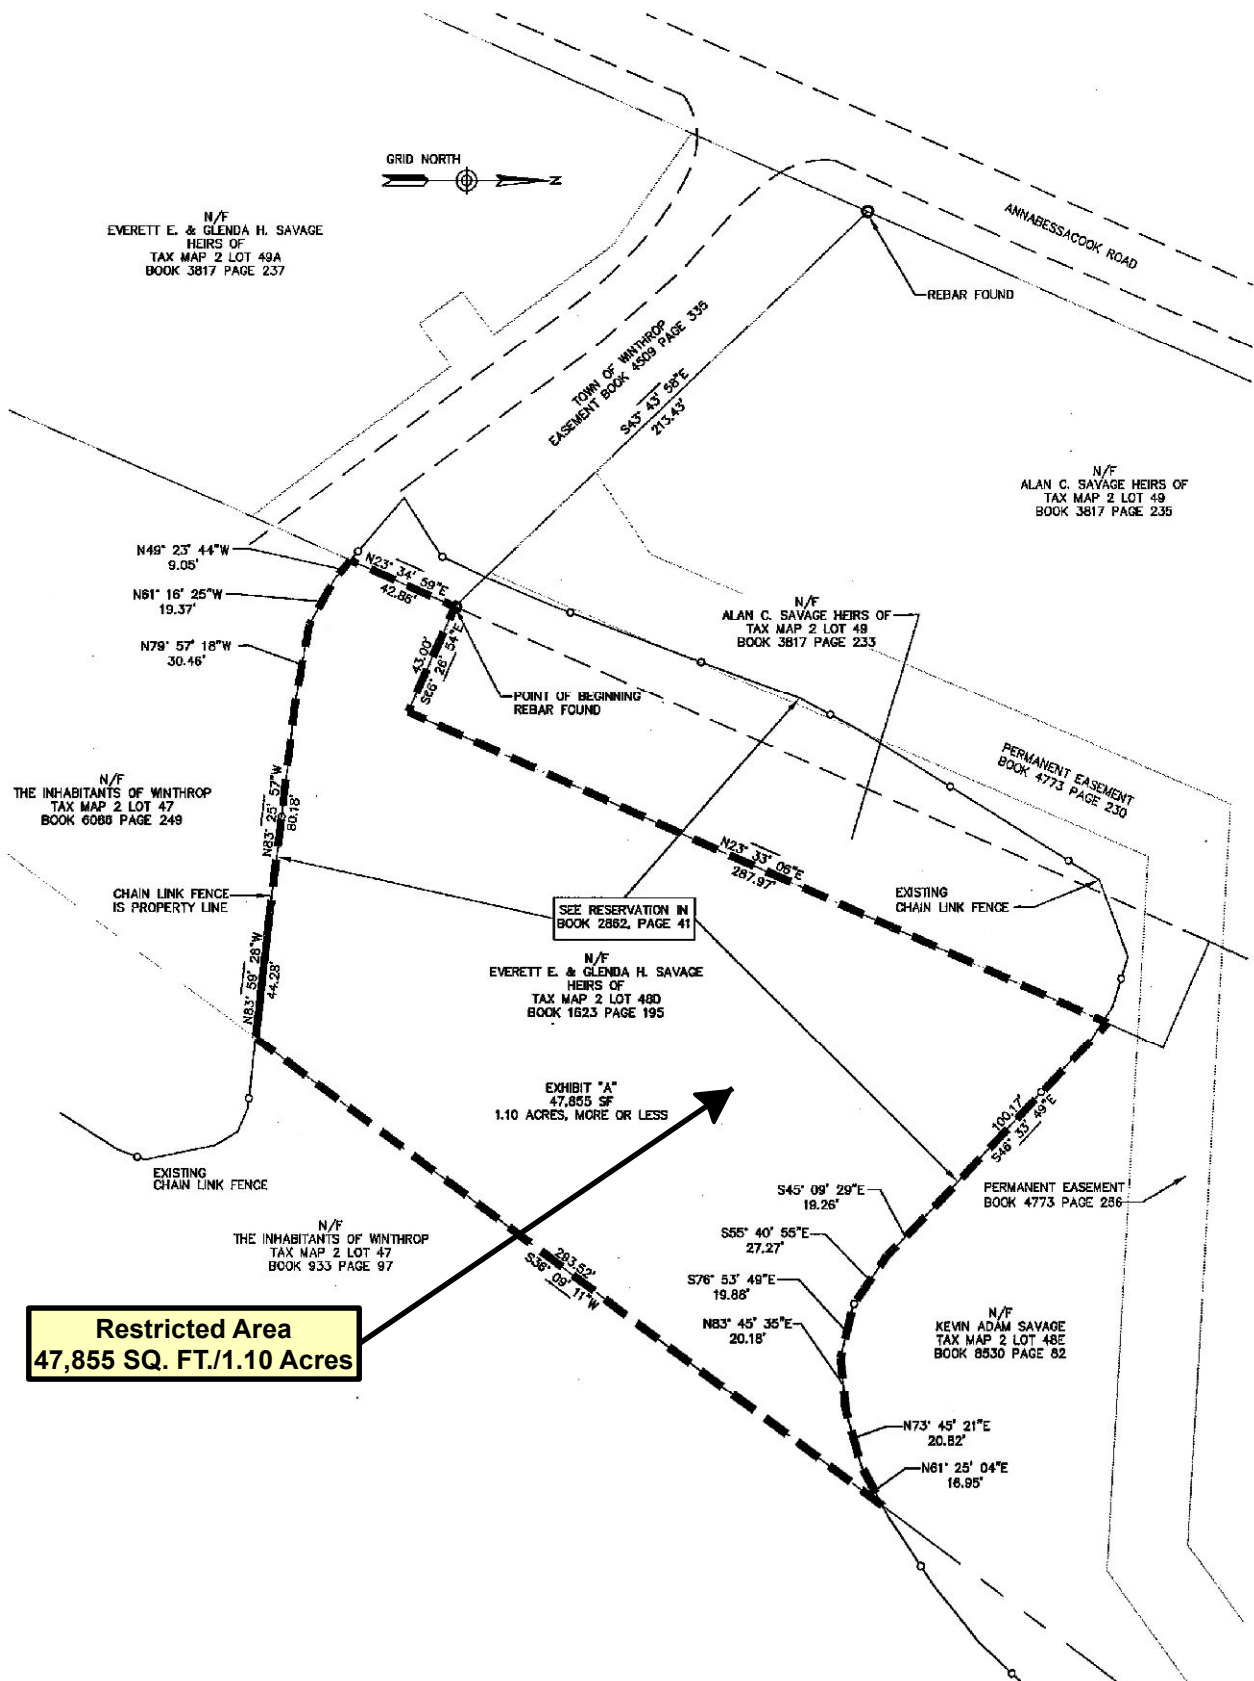 GRID NORTH
N
N/F
EVERETT E. & GLENDA H. SAVAGE
HEIRS OF
TAX MAP 2 LOT 49A
BOOK 3817 PAGE 237
ANNABESSACOOK ROAD
REBAR FOUND
TOWN OF WINTHROP
EASEMENT BOOK 4509 PAGE 335
S43° 43' 58"E
213.43'
N/F
ALAN C. SAVAGE HEIRS OF
TAX MAP 2 LOT 49
BOOK 3817 PAGE 235
N49° 23' 44"W
9.05'
N61° 16' 25"W
19.37'
N79° 57' 18"W
30.46'
N23° 34' 59"E
42.86'
43.00'
S66° 26' 54"E
POINT OF BEGINNING
REBAR FOUND
N/F
ALAN C. SAVAGE HEIRS OF
TAX MAP 2 LOT 49
BOOK 3817 PAGE 233
PERMANENT EASEMENT
BOOK 4773 PAGE 230
N/F
THE INHABITANTS OF WINTHROP
TAX MAP 2 LOT 47
BOOK 6088 PAGE 249
N83° 25' 57"W
80.18'
N23° 33' 06"E
287.97'
CHAIN LINK FENCE
IS PROPERTY LINE
EXISTING
CHAIN LINK FENCE
SEE RESERVATION IN
BOOK 2862, PAGE 41
N83° 59' 28"W
44.28'
N/F
EVERETT E. & GLENDA H. SAVAGE
HEIRS OF
TAX MAP 2 LOT 48D
BOOK 1623 PAGE 195
EXHIBIT "A"
47,855 SF
1.10 ACRES, MORE OR LESS
100.17'
S46° 33' 49"E
EXISTING
CHAIN LINK FENCE
PERMANENT EASEMENT
BOOK 4773 PAGE 256
S45° 09' 29"E
19.26'
S55° 40' 55"E
27.27'
S76° 53' 49"E
19.88'
N83° 45' 35"E
20.18'
N/F
THE INHABITANTS OF WINTHROP
TAX MAP 2 LOT 47
BOOK 933 PAGE 97
283.52'
S36° 09' 11"W
Restricted Area
47,855 SQ. FT./1.10 Acres
N/F
KEVIN ADAM SAVAGE
TAX MAP 2 LOT 48E
BOOK 8530 PAGE 82
N73° 45' 21"E
20.82'
N61° 25' 04"E
16.95'